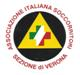 ASSOCIAZIONE ITALIANA SOCCORRITORI
SEZIONE di VERONA